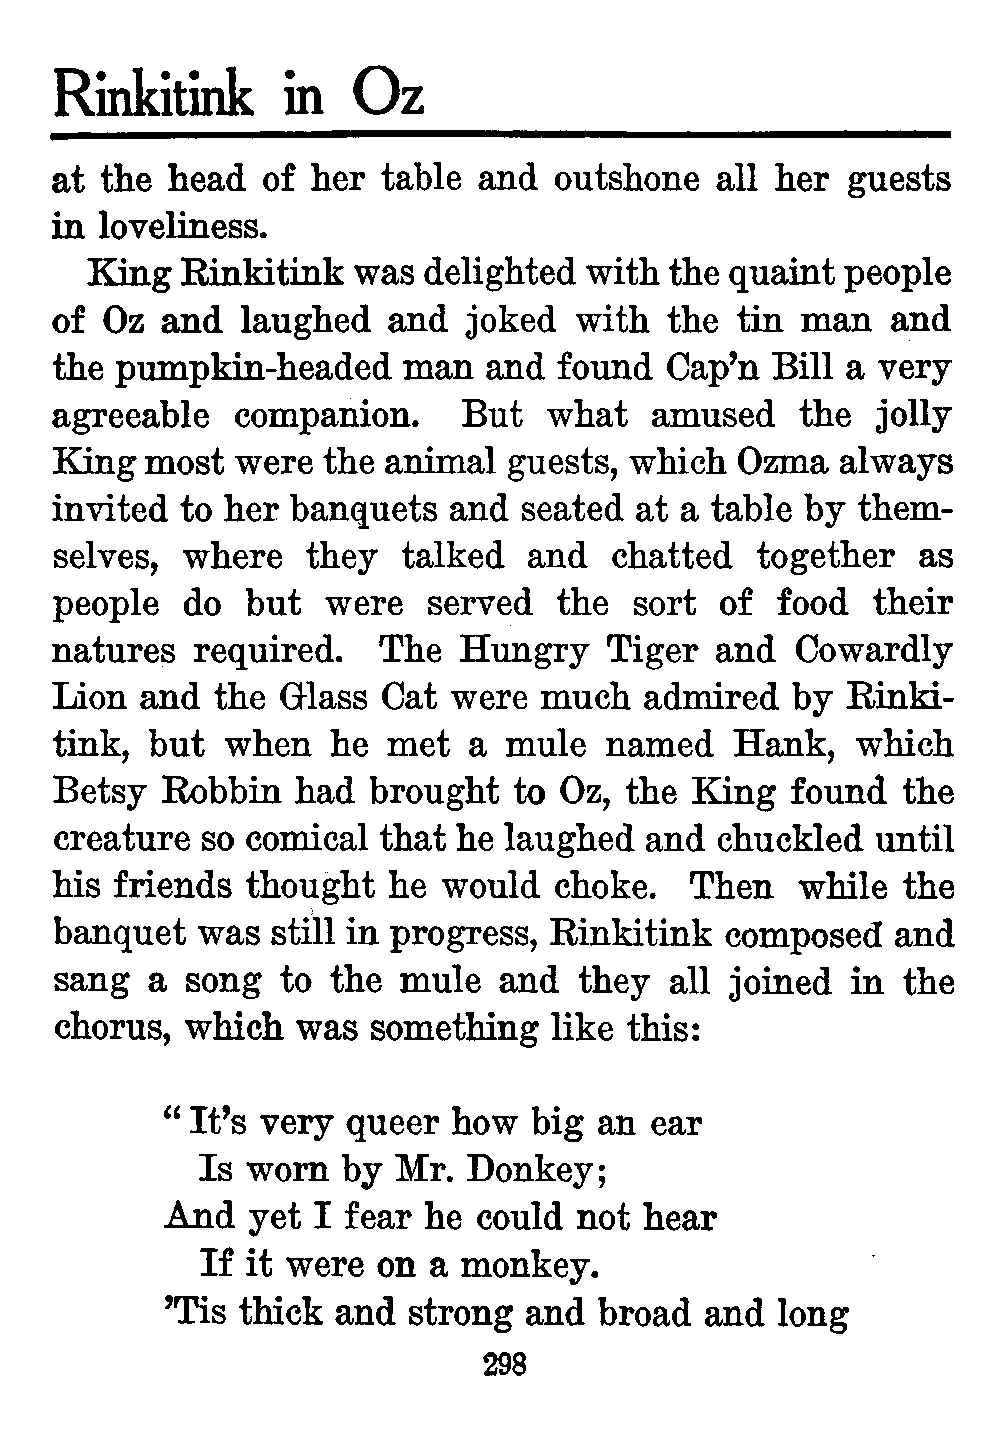 Rinkitink in Oz
at the head of her table and outshone all her guests
in loveliness.
King Rinkitink was delighted with the quaint people
of Oz and laughed and joked with the tin man and
the pumpkin-headed man and found Cap'n Bill a very
agreeable companion. But what amused the jolly
King most were the animal guests, which Ozma always
invited to her banquets and seated at a table by them-
selves, where they talked and chatted together as
people do but were served the sort of food their
natures required. The Hungry Tiger and Cowardly
Lion and the Glass Cat were much admired by Rinki-
tink, but when he met a mule named Hank, which
Betsy Robbin had brought to Oz, the King found the
creature so comical that he laughed and chuckled until
his friends thought he would choke. Then while the
banquet was still in progress, Rinkitink composed and
sang a song to the mule and they all joined in the
chorus, which was something like this:
"It's very queer how big an ear
Is worn by Mr. Donkey;
And yet I fear he could not hear
If it were on a monkey.
'Tis thick and strong and broad and long
298